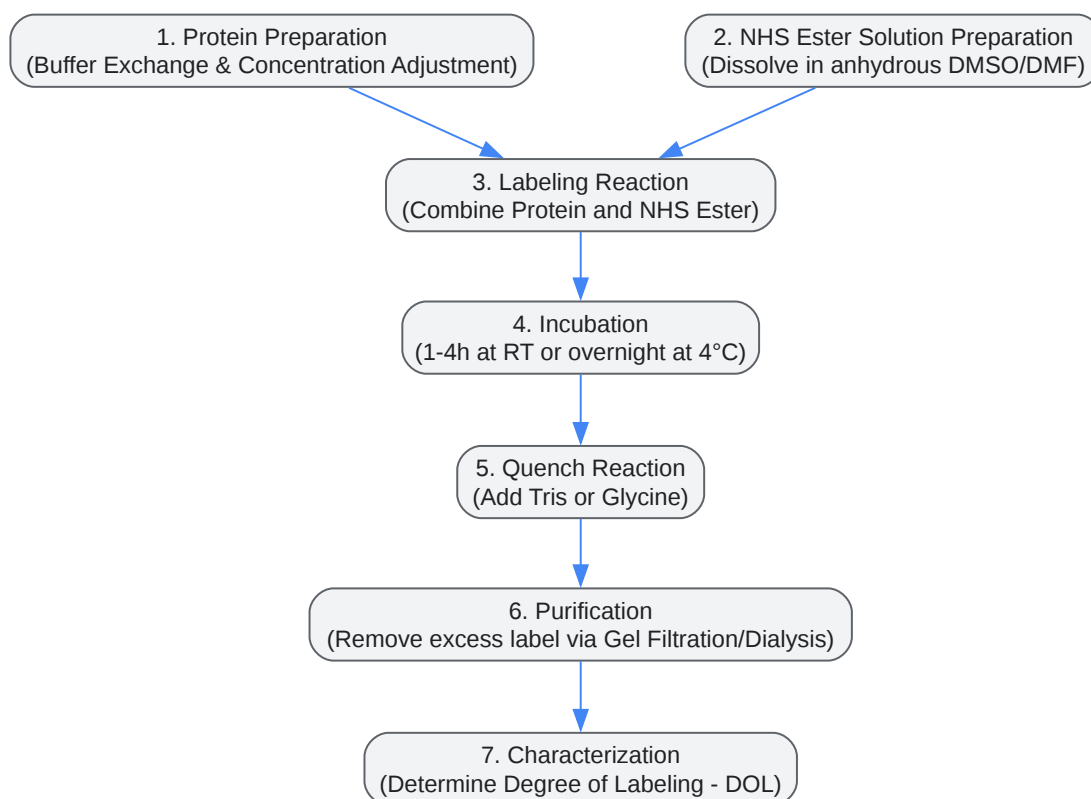 1. Protein Preparation
(Buffer Exchange & Concentration Adjustment)
2. NHS Ester Solution Preparation
(Dissolve in anhydrous DMSO/DMF)
3. Labeling Reaction
(Combine Protein and NHS Ester)
4. Incubation
(1-4h at RT or overnight at 4°C)
5. Quench Reaction
(Add Tris or Glycine)
6. Purification
(Remove excess label via Gel Filtration/Dialysis)
7. Characterization
(Determine Degree of Labeling - DOL)